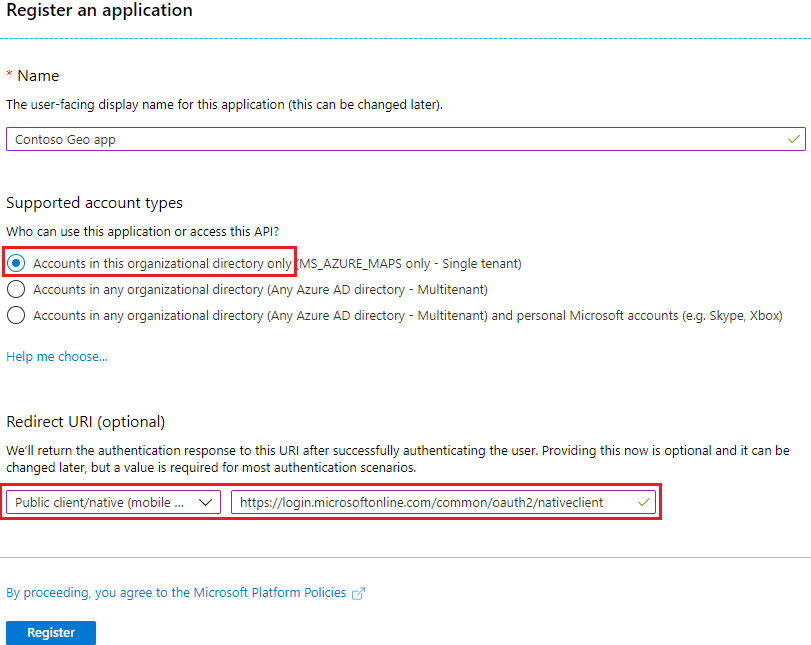 Register an application
* Name
The user-facing display name for this application (this can be changed later).
Contoso Geo app
Supported account types
Who can use this application or access this API?
Accounts in this organizational directory only (MS_AZURE_MAPS only - Single tenant)
Accounts in any organizational directory (Any Azure AD directory - Multitenant)
Accounts in any organizational directory (Any Azure AD directory - Multitenant) and personal Microsoft accounts (e.g. Skype, Xbox)
Help me choose...
Redirect URI (optional)
We'll return the authentication response to this URI after successfully authenticating the user. Providing this now is optional and it can be
changed later, but a value is required for most authentication scenarios.
Public client/native (mobile ... https://login.microsoftonline.com/common/oauth2/nativeclient
By proceeding, you agree to the Microsoft Platform Policies
Register